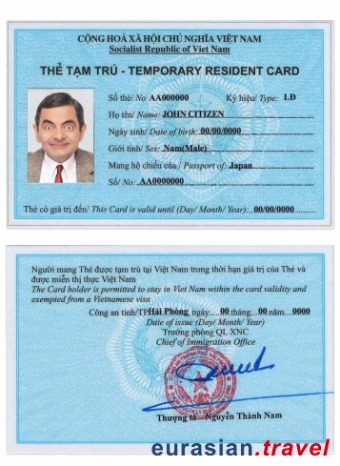 CỘNG HOÀ XÃ HỘI CHỦ NGHĨA VIỆT NAM
Socialist Republic of Viet Nam
THẺ TẠM TRÚ - TEMPORARY RESIDENT CARD
Số thẻ/ No AA000000 Ký hiệu/ Type: LĐ
Họ tên/ Name: JOHN CITIZEN
Ngày sinh/ Date of birth: 00/00/0000
Giới tính/ Sex: Nam(Male)
Mang hộ chiếu của / Passport of: Japan
Số/ No: AA0000000
Thẻ có giá trị đến/ This Card is valid until (Day/ Month/ Year): 00/00/0000
Người mang Thẻ được tạm trú tại Việt Nam trong thời hạn giá trị của Thẻ và
được miễn thị thực Việt Nam
The Card holder is permitted to stay in Viet Nam within the card validity and
exempted from a Vietnamese visa
Công an tỉnh/TP Hải Phòng ngày 00 tháng 00 năm 0000
Date of issue (Day/ Month/ Year)
Trưởng phòng QL XNC
Chief of Immigration Office
Thượng tá Nguyễn Thành Nam
eurasian.travel